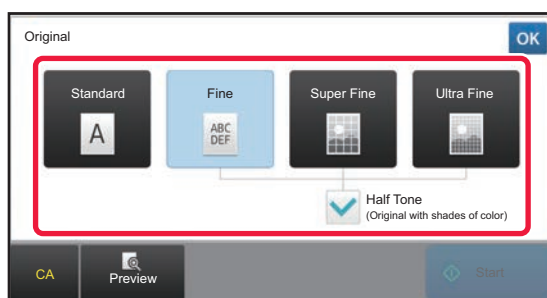 Original
OK
Standard
Fine
Super Fine
Ultra Fine
A
ABC
DEF
Half Tone
(Original with shades of color)
CA
Preview
Start